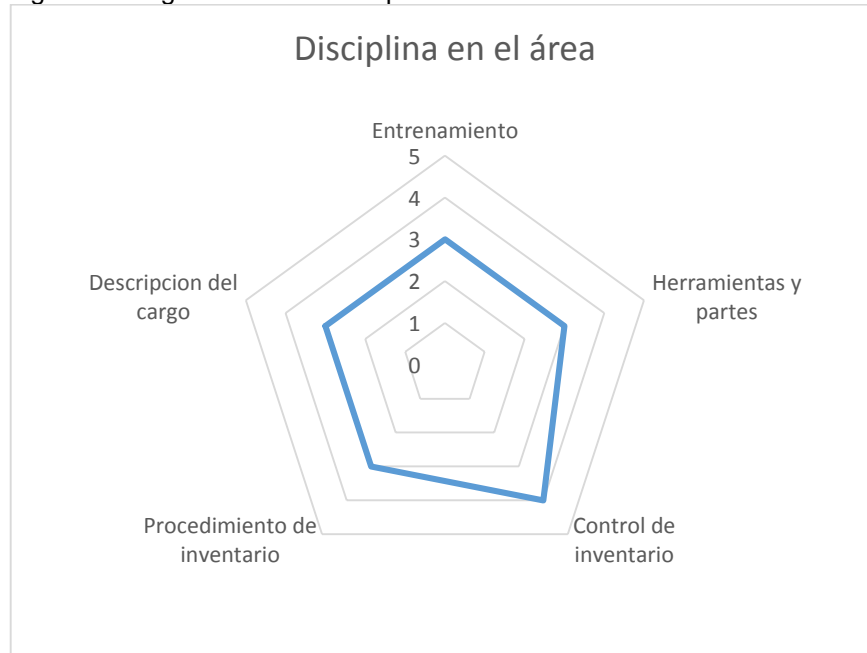 Disciplina en el área
Entrenamiento
5
4
3
2
1
0
Herramientas y
partes
Control de
inventario
Procedimiento de
inventario
Descripcion del
cargo